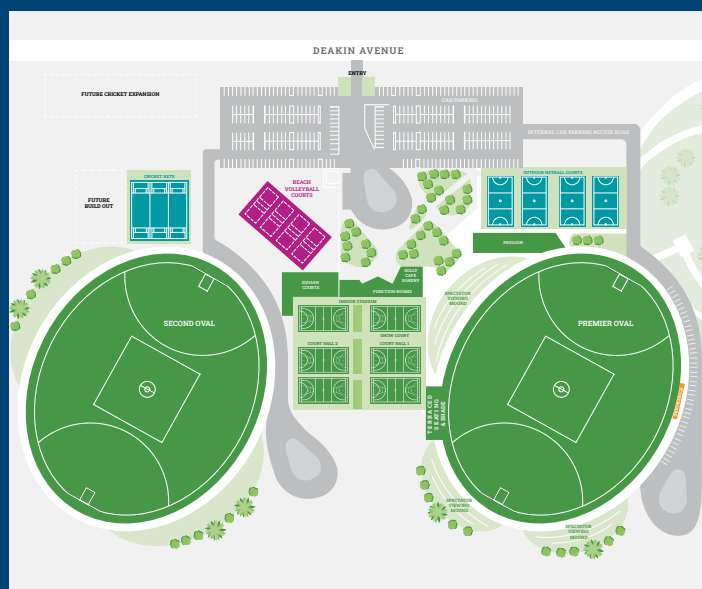 DEAKIN AVENUE
ENTRY
FUTURE CRICKET EXPANSION
CAR PARKING
INTERNAL CAR PARKING ACCESS ROAD
CRICKET NETS
OUTDOOR NETBALL COURTS
BEACH
VOLLEYBALL
COURTS
FUTURE
BUILD OUT
PAVILION
SQUASH
COURTS
CAFE
BAKERY
FUNCTION ROOMS
SPECTATOR
VIEWING
MOUND
INDOOR STADIUM
SECOND OVAL
PREMIER OVAL
SHOW COURT
COURT HALL 2
COURT HALL 1
TERRACED
SEATING
& SHADE
SPECTATOR
VIEWING
MOUND
SPECTATOR
VIEWING
MOUND